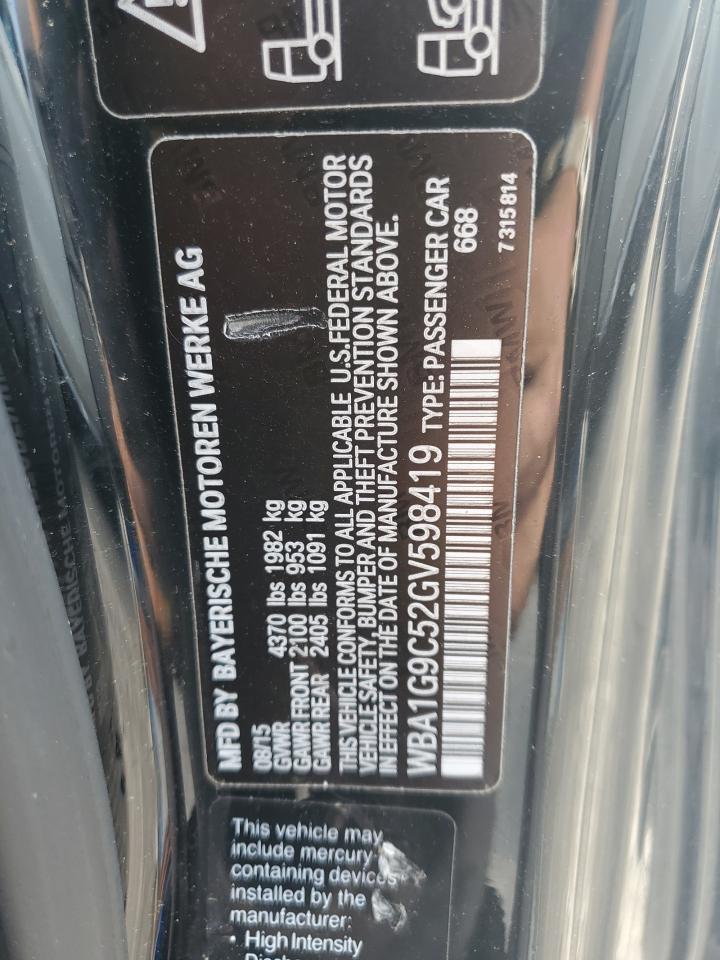 MFD BY BAYERISCHE MOTOREN WERKE AG
08/15
GVWR 4370 lbs 1982 kg
GAWR FRONT 2100 lbs 953 kg
GAWR REAR 2405 lbs 1091 kg
THIS VEHICLE CONFORMS TO ALL APPLICABLE U.S.FEDERAL MOTOR
VEHICLE SAFETY, BUMPER AND THEFT PREVENTION STANDARDS
IN EFFECT ON THE DATE OF MANUFACTURE SHOWN ABOVE.
WBA1G9C52GV598419 TYPE: PASSENGER CAR
668
7 315 814
This vehicle may
include mercury
containing devices
installed by the
manufacturer:
• High Intensity